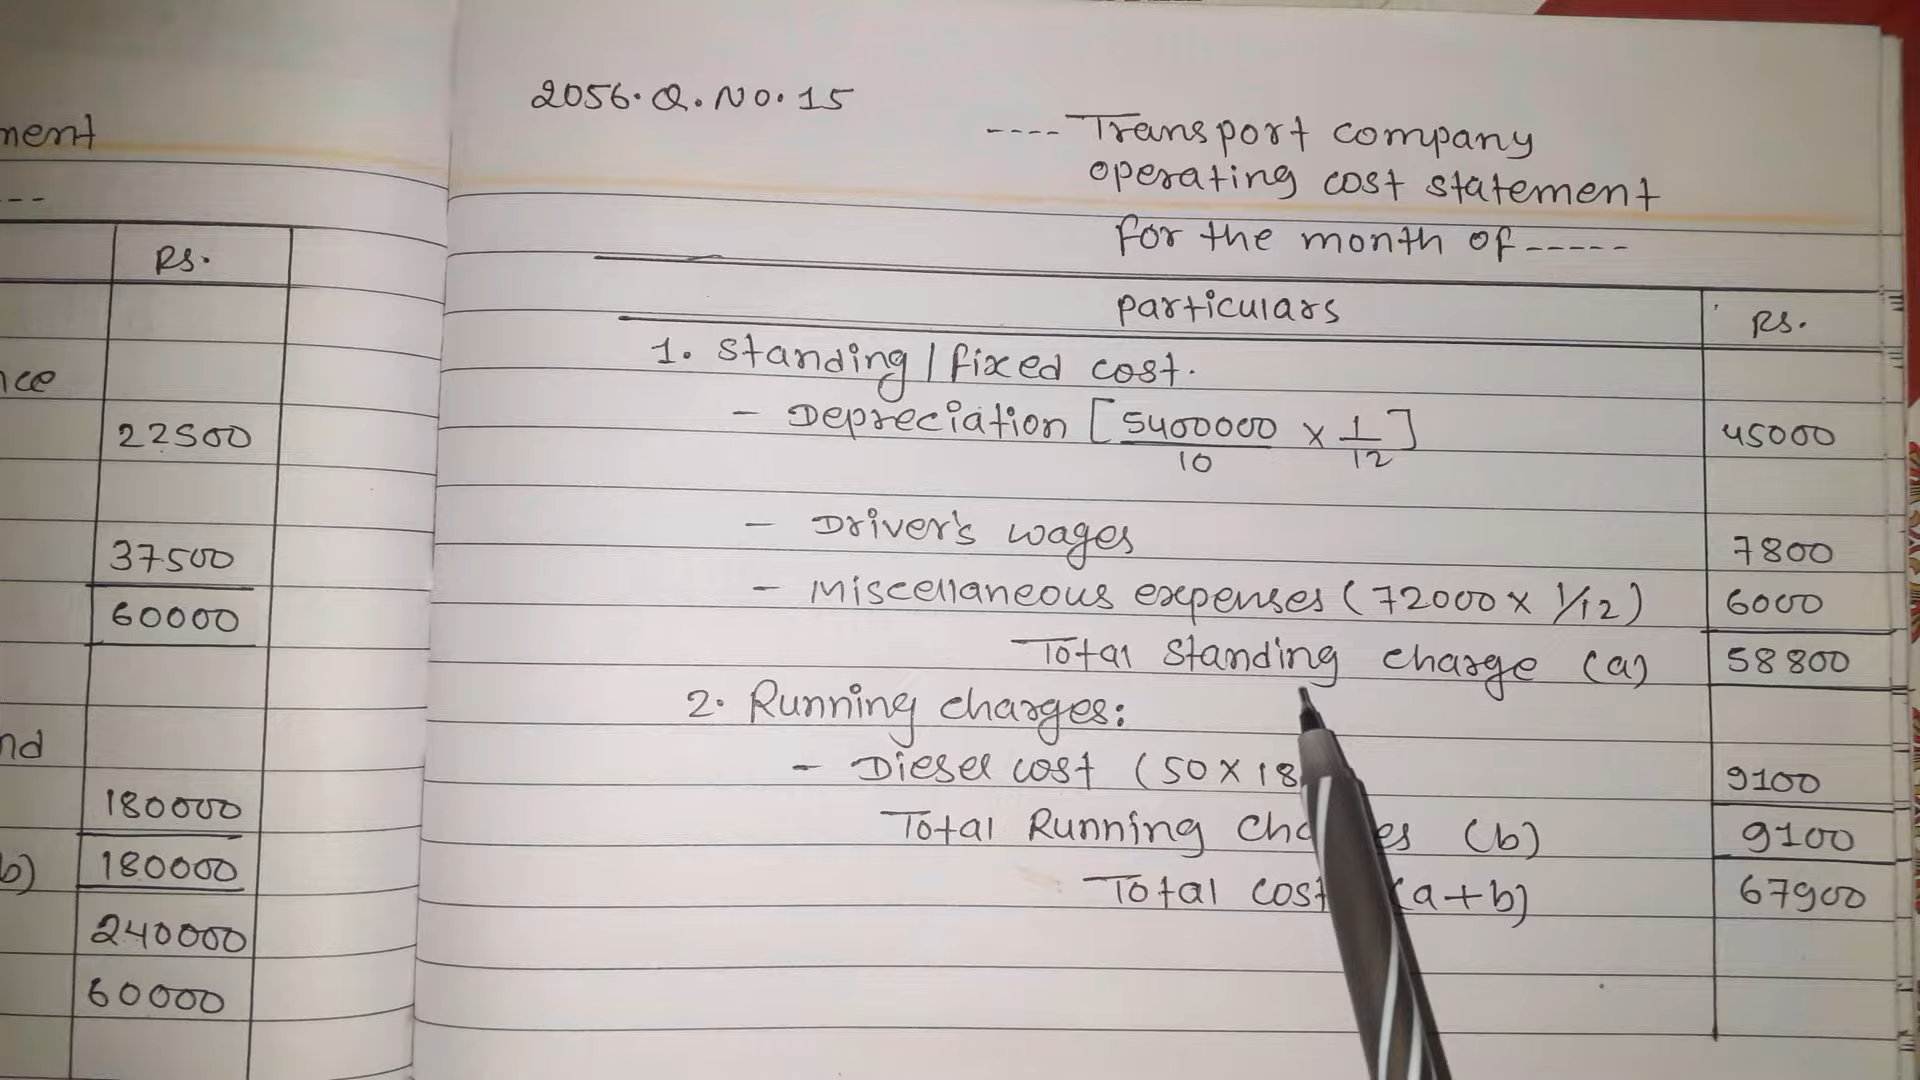 ment
---
RS.
nce
22500
37500
60000
nd
180000
b) 180000
240000
60000
2056. Q. No. 15
---- Transport company
operating cost statement
for the month of -----
particulars RS.
1. Standing / fixed cost.
- Depreciation [5400000/10 × 1/12] 45000
- Driver's wages 7800
- Miscellaneous expenses (72000 × 1/12) 6000
Total Standing charge (a) 58800
2. Running charges:
- Diesel cost (50 × 18 9100
Total Running Cha es (b) 9100
Total cost (a+b) 67900